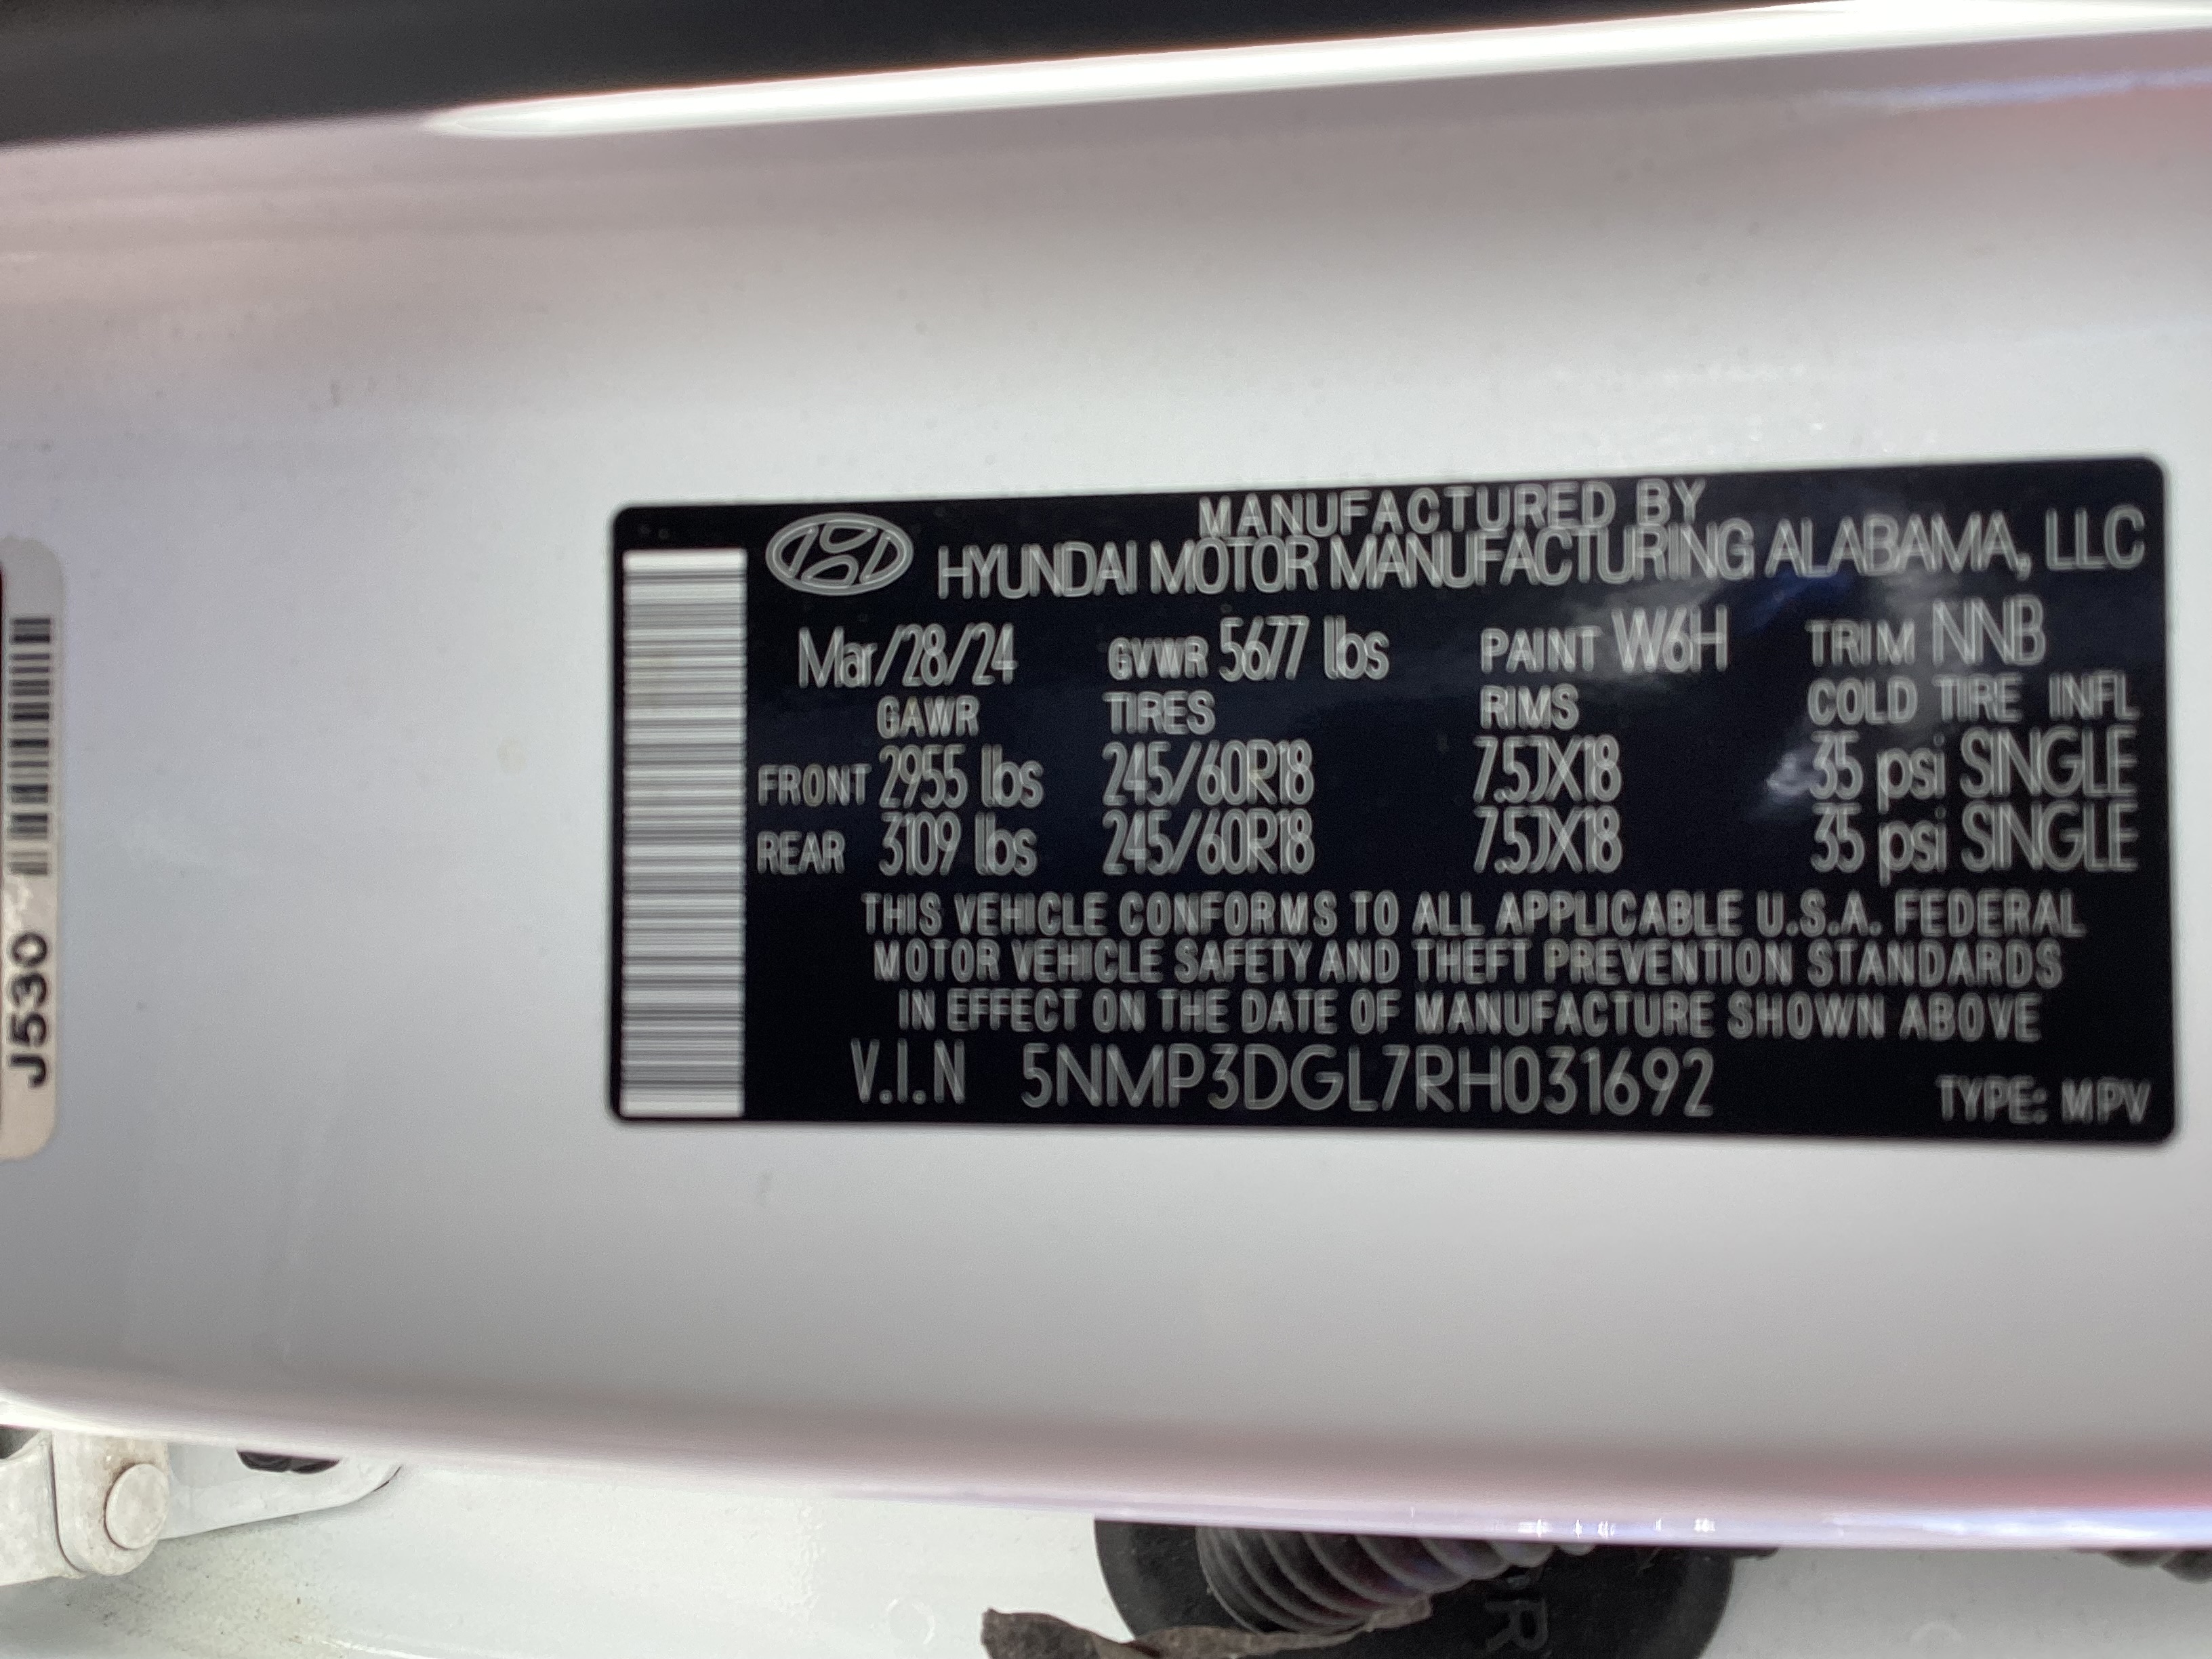 MANUFACTURED BY
HYUNDAI MOTOR MANUFACTURING ALABAMA, LLC
Mar/28/24 GVWR 5677 lbs PAINT W6H TRIM NNB
GAWR TIRES RIMS COLD TIRE INFL
FRONT 2955 lbs 245/60R18 7.5JX18 35 psi SINGLE
REAR 3109 lbs 245/60R18 7.5JX18 35 psi SINGLE
THIS VEHICLE CONFORMS TO ALL APPLICABLE U.S.A. FEDERAL
MOTOR VEHICLE SAFETY AND THEFT PREVENTION STANDARDS
IN EFFECT ON THE DATE OF MANUFACTURE SHOWN ABOVE
V.I.N 5NMP3DGL7RH031692 TYPE: MPV
J530